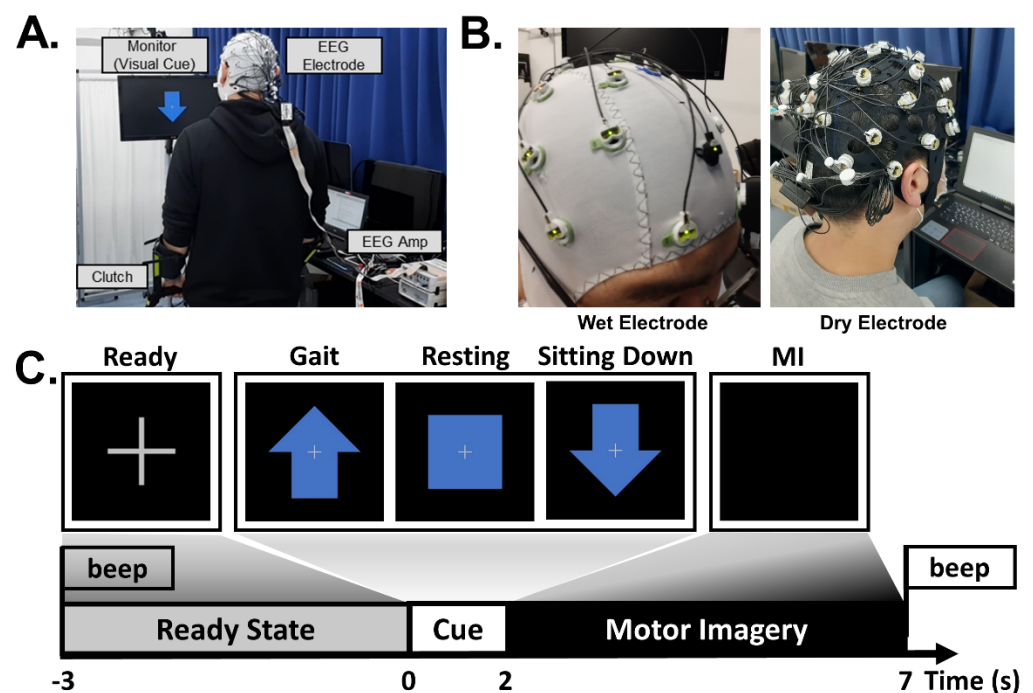 A.
Monitor
(Visual Cue)
EEG
Electrode
EEG Amp
Clutch
B.
Wet Electrode
Dry Electrode
C.
Ready
Gait
Resting
Sitting Down
MI
beep
beep
Ready State
Cue
Motor Imagery
-3
0
2
7
Time (s)